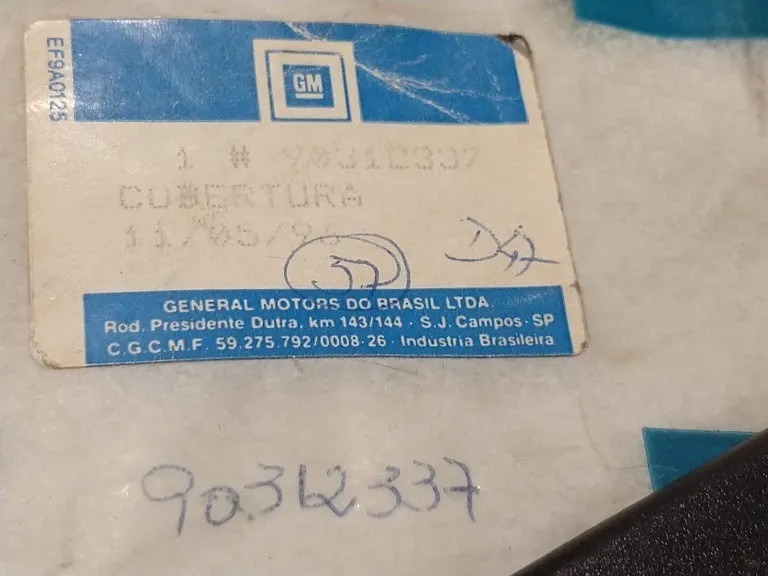 EF9A0125
GM
1 # 90312337
COBERTURA
11/05/96
37
GENERAL MOTORS DO BRASIL LTDA.
Rod. Presidente Dutra, km 143/144 · S.J. Campos · SP
C.G.C.M.F. 59.275.792/0008-26 · Industria Brasileira
90312337